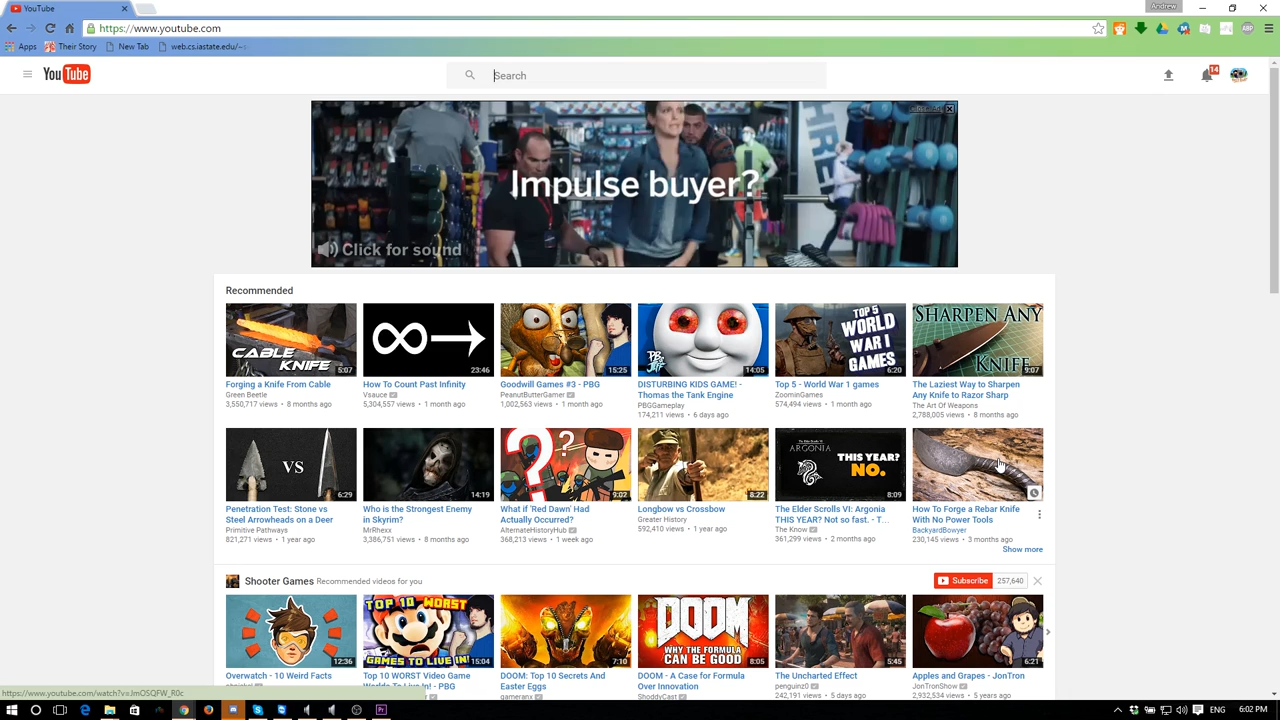 YouTube
Andrew
https://www.youtube.com
Apps
Their Story
New Tab
web.cs.iastate.edu/~
YouTube
Search
14
Impulse buyer?
Click for sound
Recommended
CABLE
KNIFE
5:07
23:46
15:25
PBG
JEFF
14:05
TOP 5
WORLD
WAR I
GAMES
6:20
SHARPEN ANY
KNIFE
9:07
Forging a Knife From Cable
Green Beetle
3,550,717 views • 8 months ago
How To Count Past Infinity
Vsauce
5,304,557 views • 1 month ago
Goodwill Games #3 - PBG
PeanutButterGamer
1,002,563 views • 1 month ago
DISTURBING KIDS GAME! -
Thomas the Tank Engine
PBGGameplay
174,211 views • 6 days ago
Top 5 - World War 1 games
ZoominGames
574,494 views • 1 month ago
The Laziest Way to Sharpen
Any Knife to Razor Sharp
The Art Of Weapons
2,788,005 views • 8 months ago
VS
6:29
14:19
? ?
9:02
8:22
ARGONIA
THIS YEAR?
NO.
8:09
Penetration Test: Stone vs
Steel Arrowheads on a Deer
Primitive Pathways
821,271 views • 1 year ago
Who is the Strongest Enemy
in Skyrim?
MrRhexx
3,386,751 views • 8 months ago
What if 'Red Dawn' Had
Actually Occurred?
AlternateHistoryHub
368,213 views • 1 week ago
Longbow vs Crossbow
Greater History
592,410 views • 1 year ago
The Elder Scrolls VI: Argonia
THIS YEAR? Not so fast. - T...
The Know
361,299 views • 2 months ago
How To Forge a Rebar Knife
With No Power Tools
BackyardBowyer
230,145 views • 3 months ago
Show more
Shooter Games Recommended videos for you
Subscribe 257,640
12:36
TOP 10 WORST
GAMES TO LIVE IN!
15:04
7:10
DOOM
WHY THE FORMULA
CAN BE GOOD
8:05
5:45
6:21
Overwatch - 10 Weird Facts
Top 10 WORST Video Game
Worlds To Live In! - PBG
DOOM: Top 10 Secrets And
Easter Eggs
gameranx
DOOM - A Case for Formula
Over Innovation
ShoddyCast
The Uncharted Effect
penguinz0
242,191 views • 5 days ago
Apples and Grapes - JonTron
JonTronShow
2,932,534 views • 5 years ago
ENG 6:02 PM